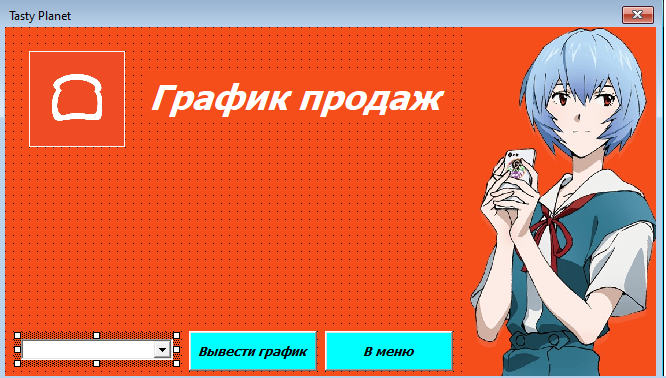 Tasty Planet
График продаж
Вывести график
В меню